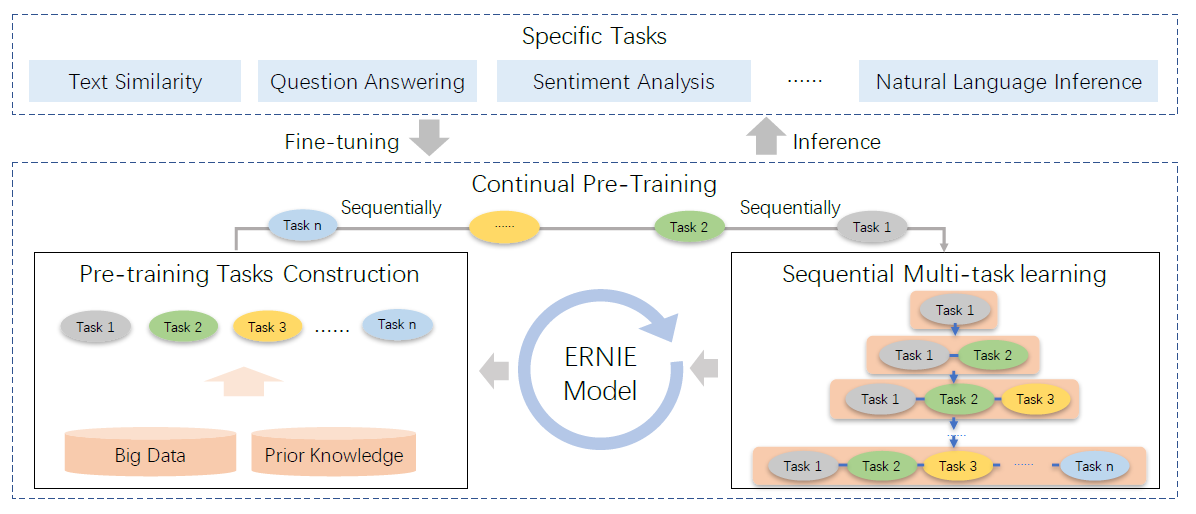 Specific Tasks
Text Similarity
Question Answering
Sentiment Analysis
......
Natural Language Inference
Fine-tuning
Inference
Continual Pre-Training
Sequentially
Sequentially
Task n
......
Task 2
Task 1
Pre-training Tasks Construction
Task 1
Task 2
Task 3
......
Task n
Big Data
Prior Knowledge
ERNIE
Model
Sequential Multi-task learning
Task 1
Task 1
Task 2
Task 1
Task 2
Task 3
......
Task 1
Task 2
Task 3
......
Task n